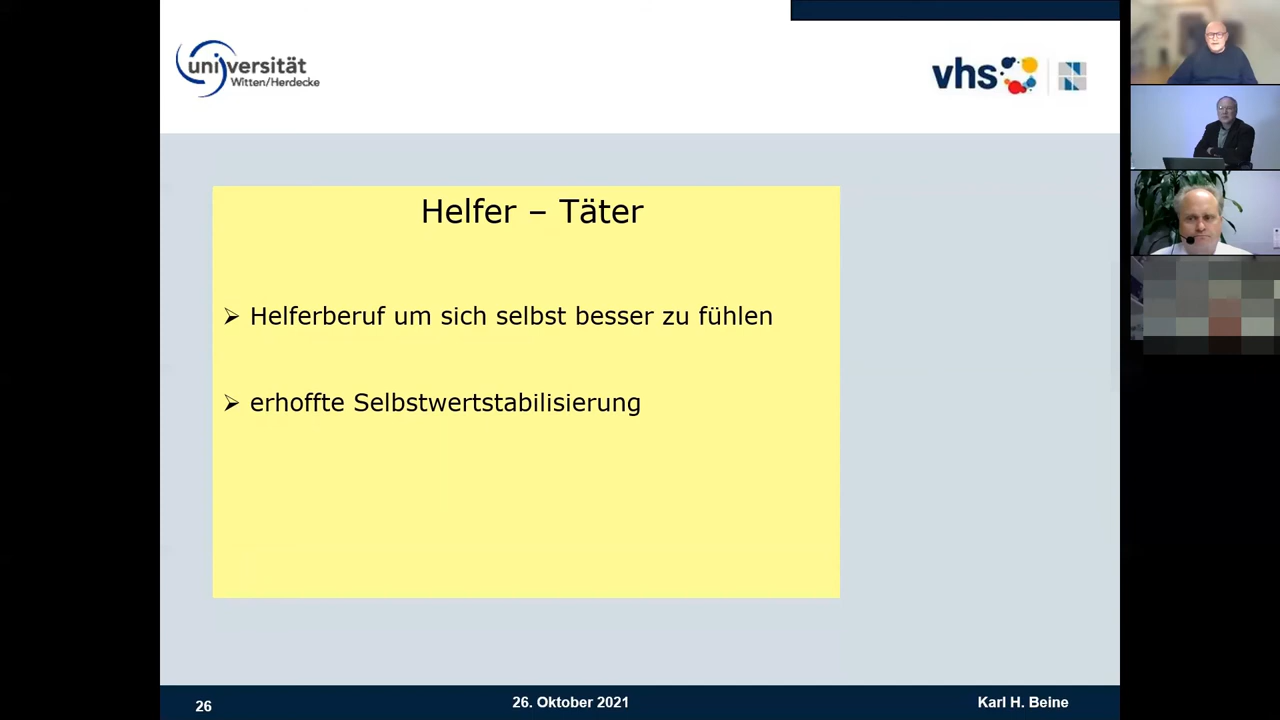 universität
Witten/Herdecke
vhs
Helfer – Täter
➢ Helferberuf um sich selbst besser zu fühlen
➢ erhoffte Selbstwertstabilisierung
26
26. Oktober 2021
Karl H. Beine